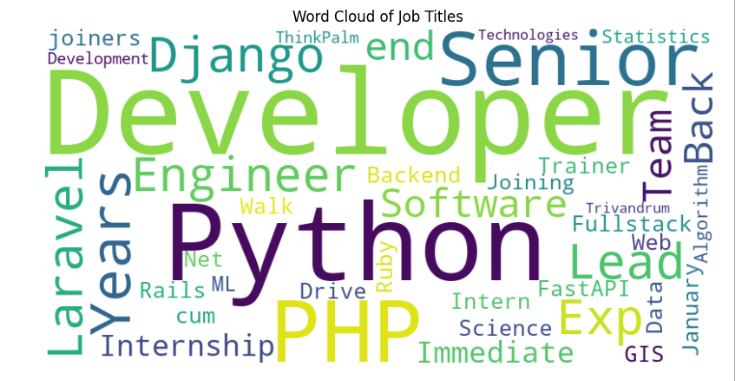 Word Cloud of Job Titles
joiners
ThinkPalm
Technologies
Statistics
Development
Django
end
Senior
Developer
Back
Team
Engineer
Backend
Trainer
Joining
Algorithm
Laravel
Years
Walk
Software
Trivandrum
Fullstack
Python
Web
Net
Ruby
Lead
Rails
ML
Drive
Intern
FastAPI
Data
January
cum
PHP
Science
Exp
Internship
Immediate
GIS